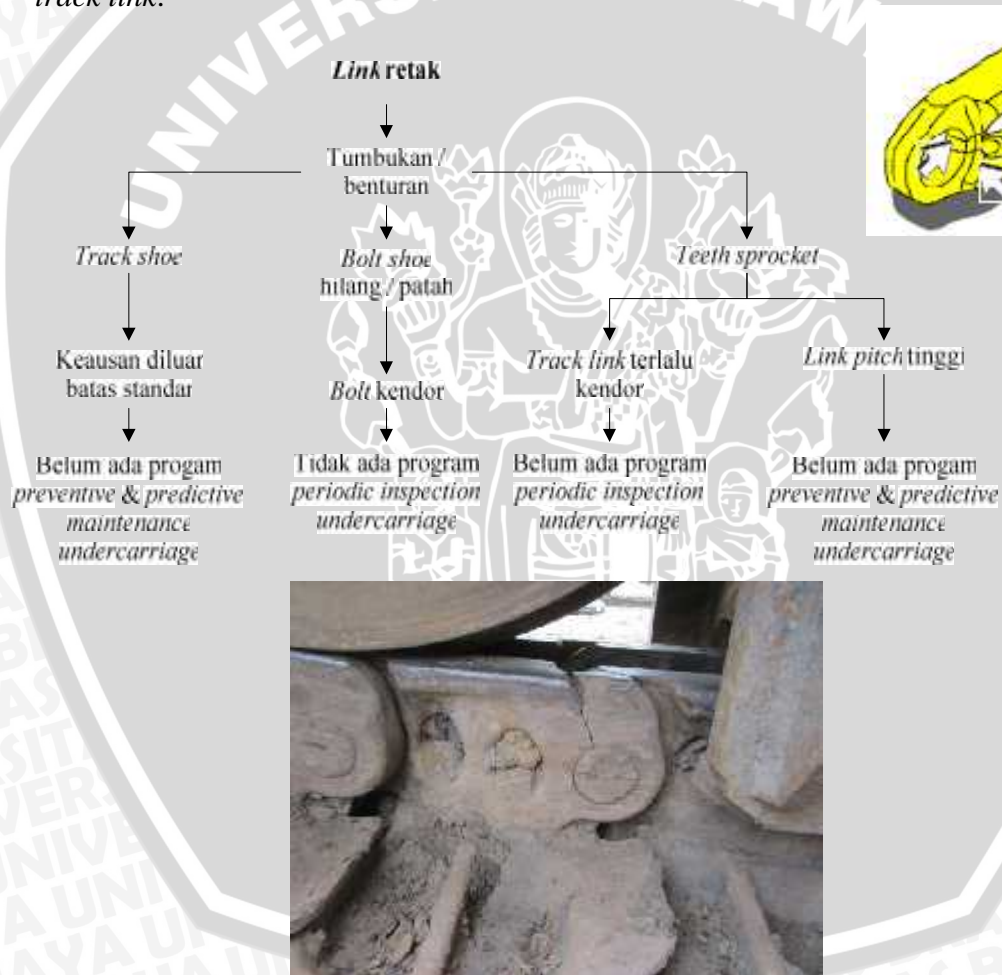 track link.
Link retak
Tumbukan /
benturan
Track shoe
Bolt shoe
hilang / patah
Teeth sprocket
Keausan diluar
batas standar
Bolt kendor
Track link terlalu
kendor
Link pitch tinggi
Belum ada progam
preventive & predictive
maintenance
undercarriage
Tidak ada program
periodic inspection
undercarriage
Belum ada program
periodic inspection
undercarriage
Belum ada progam
preventive & predictive
maintenance
undercarriage